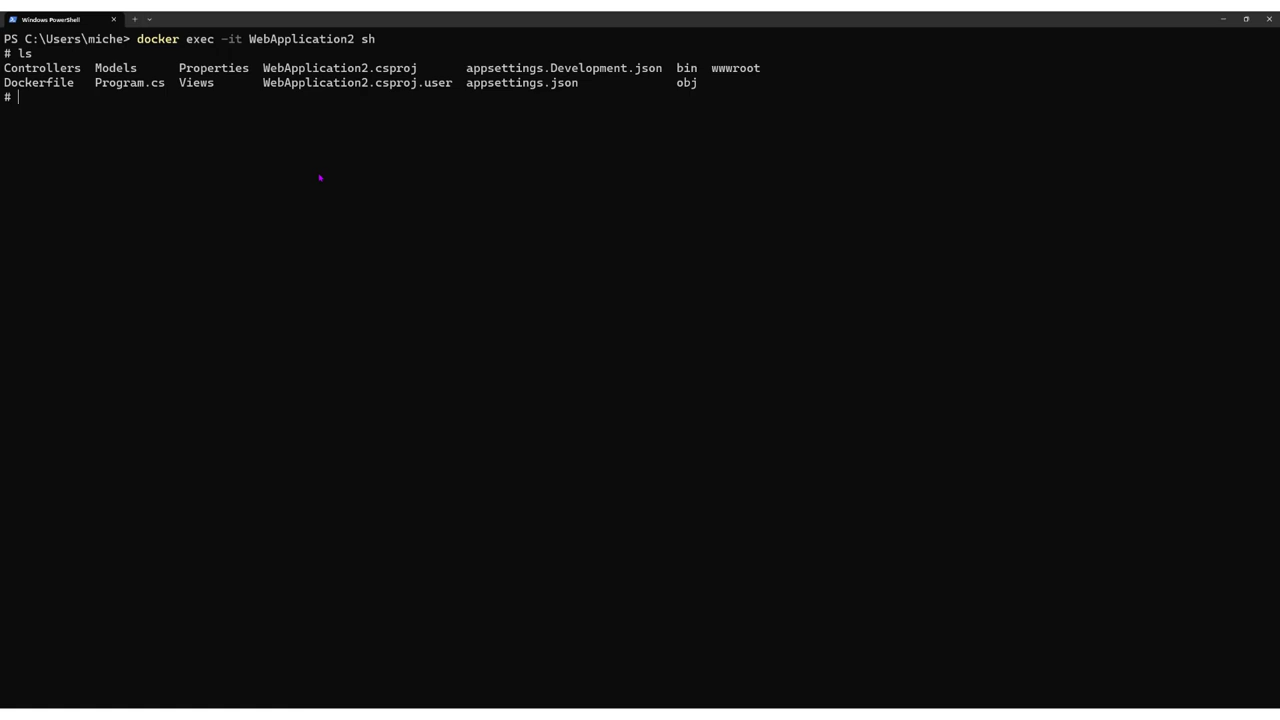 Windows PowerShell
PS C:\Users\miche> docker exec -it WebApplication2 sh
# ls
Controllers  Models      Properties  WebApplication2.csproj       appsettings.Development.json  bin  wwwroot
Dockerfile   Program.cs  Views       WebApplication2.csproj.user  appsettings.json              obj
#